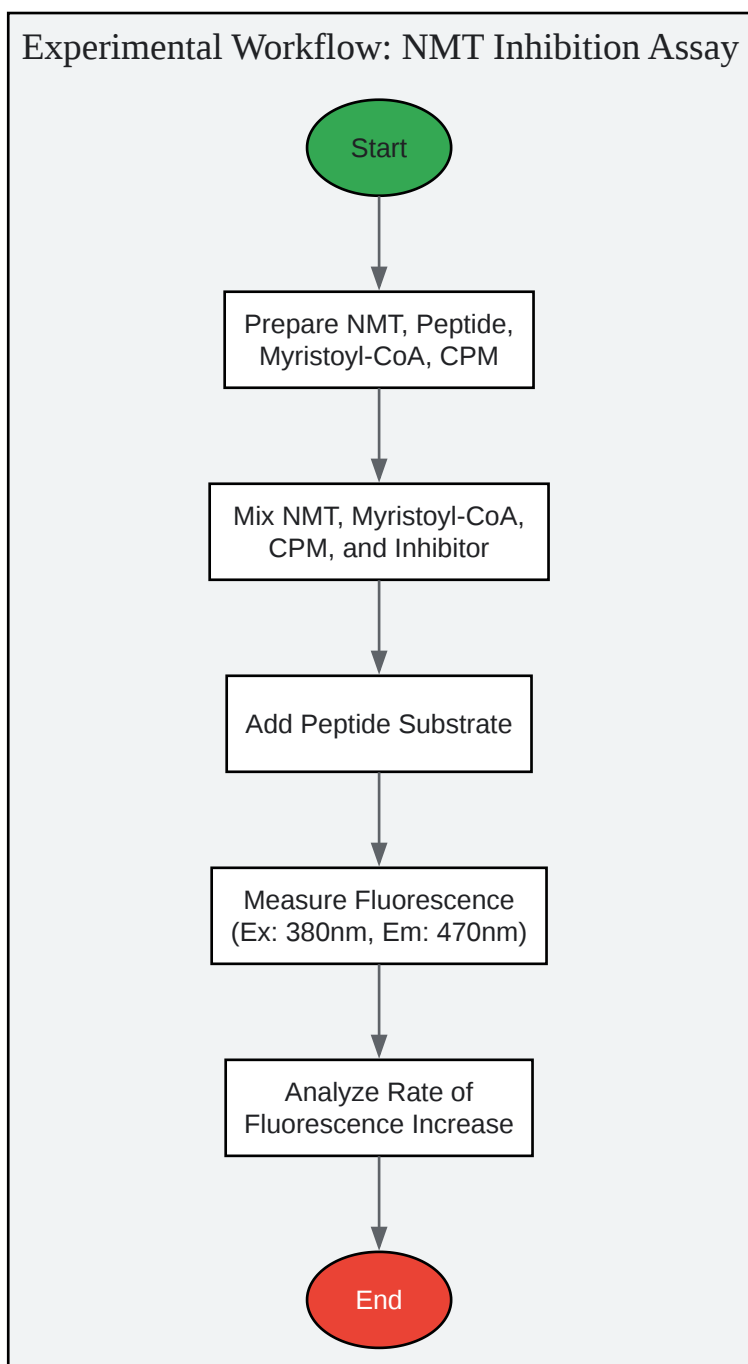 Experimental Workflow: NMT Inhibition Assay
Start
Prepare NMT, Peptide,
Myristoyl-CoA, CPM
Mix NMT, Myristoyl-CoA,
CPM, and Inhibitor
Add Peptide Substrate
Measure Fluorescence
(Ex: 380nm, Em: 470nm)
Analyze Rate of
Fluorescence Increase
End